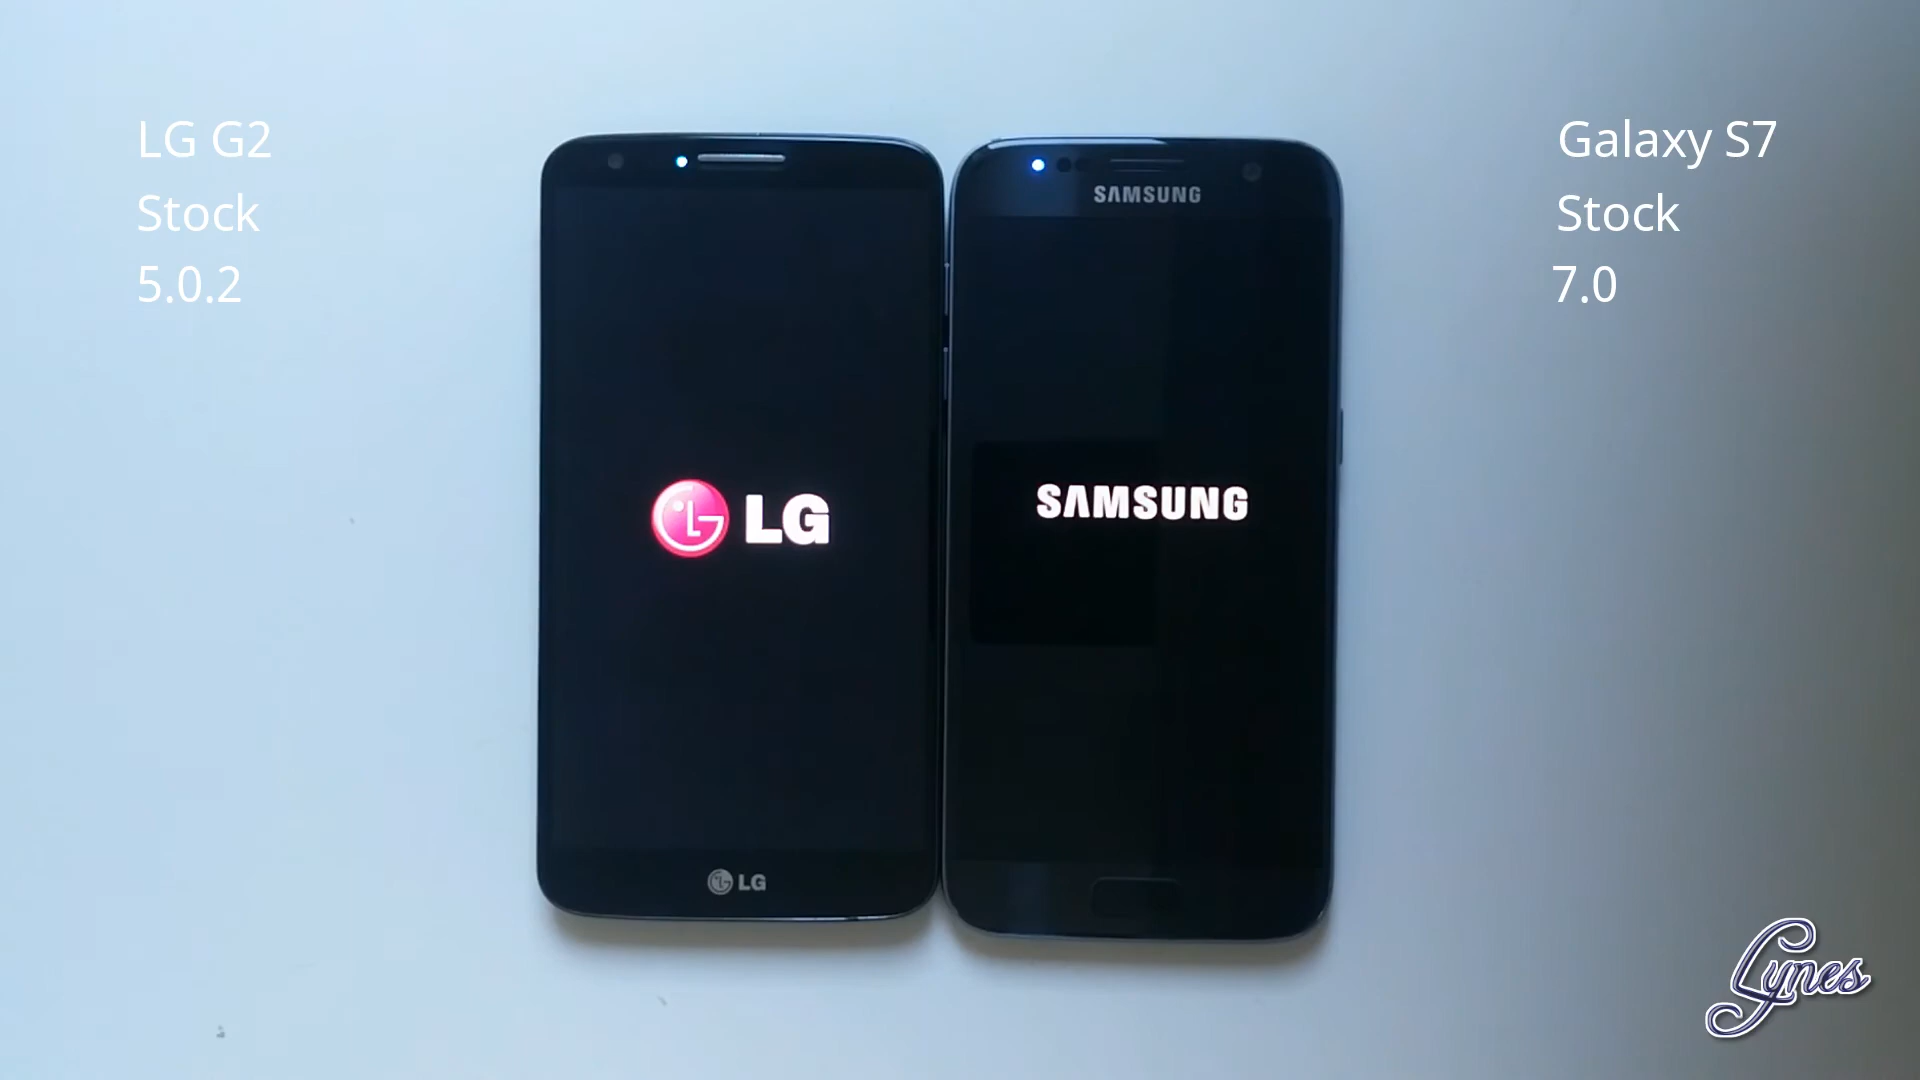 LG G2
Stock
5.0.2
Galaxy S7
Stock
7.0
SAMSUNG
LG
SAMSUNG
LG
Lynes